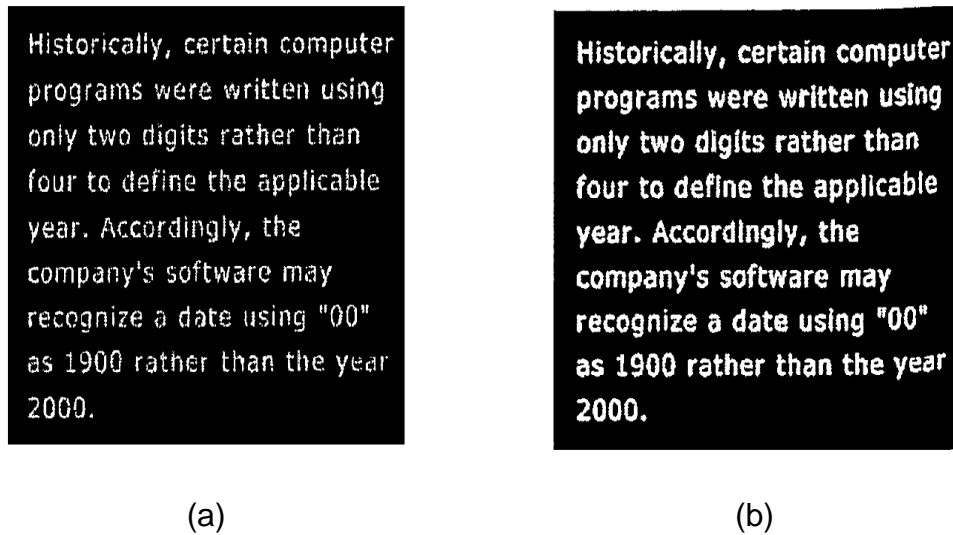 Historically, certain computer
programs were written using
only two digits rather than
four to define the applicable
year. Accordingly, the
company's software may
recognize a date using "00"
as 1900 rather than the year
2000.
(a)
Historically, certain computer
programs were written using
only two digits rather than
four to define the applicable
year. Accordingly, the
company's software may
recognize a date using "00"
as 1900 rather than the year
2000.
(b)